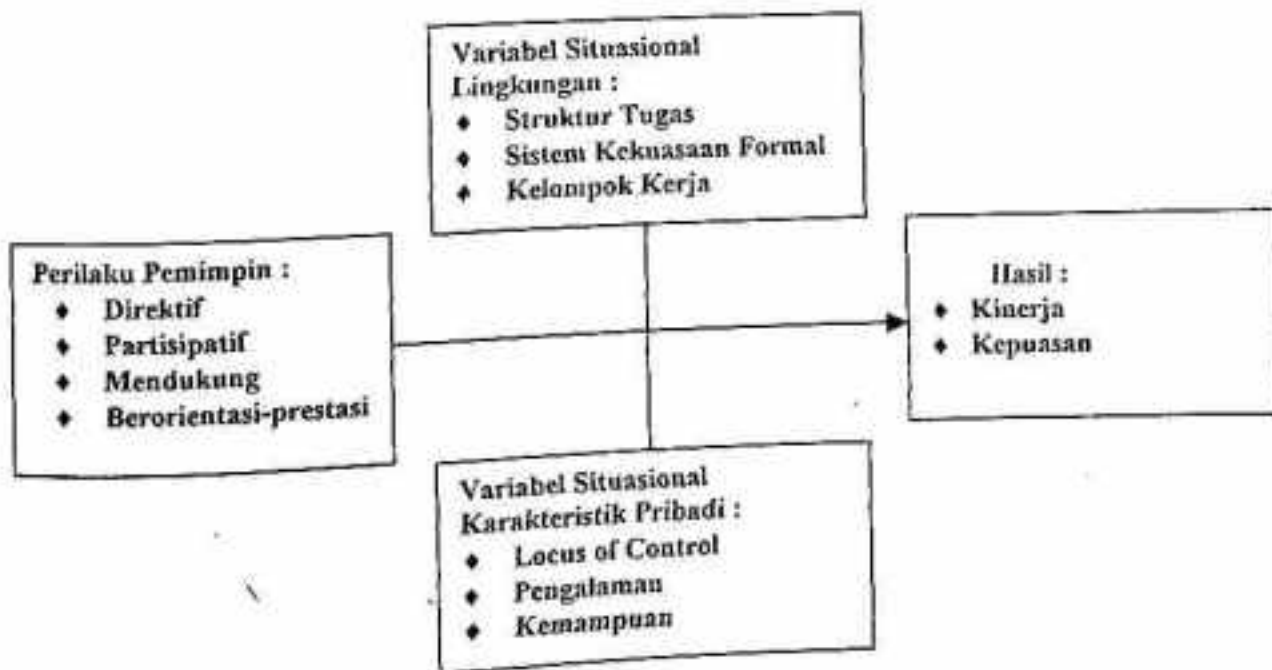 Variabel Situasional
Lingkungan :
♦ Struktur Tugas
♦ Sistem Kekuasaan Formal
♦ Kelompok Kerja
Perilaku Pemimpin :
♦ Direktif
♦ Partisipatif
♦ Mendukung
♦ Berorientasi-prestasi
Hasil :
♦ Kinerja
♦ Kepuasan
Variabel Situasional
Karakteristik Pribadi :
♦ Locus of Control
♦ Pengalaman
♦ Kemampuan